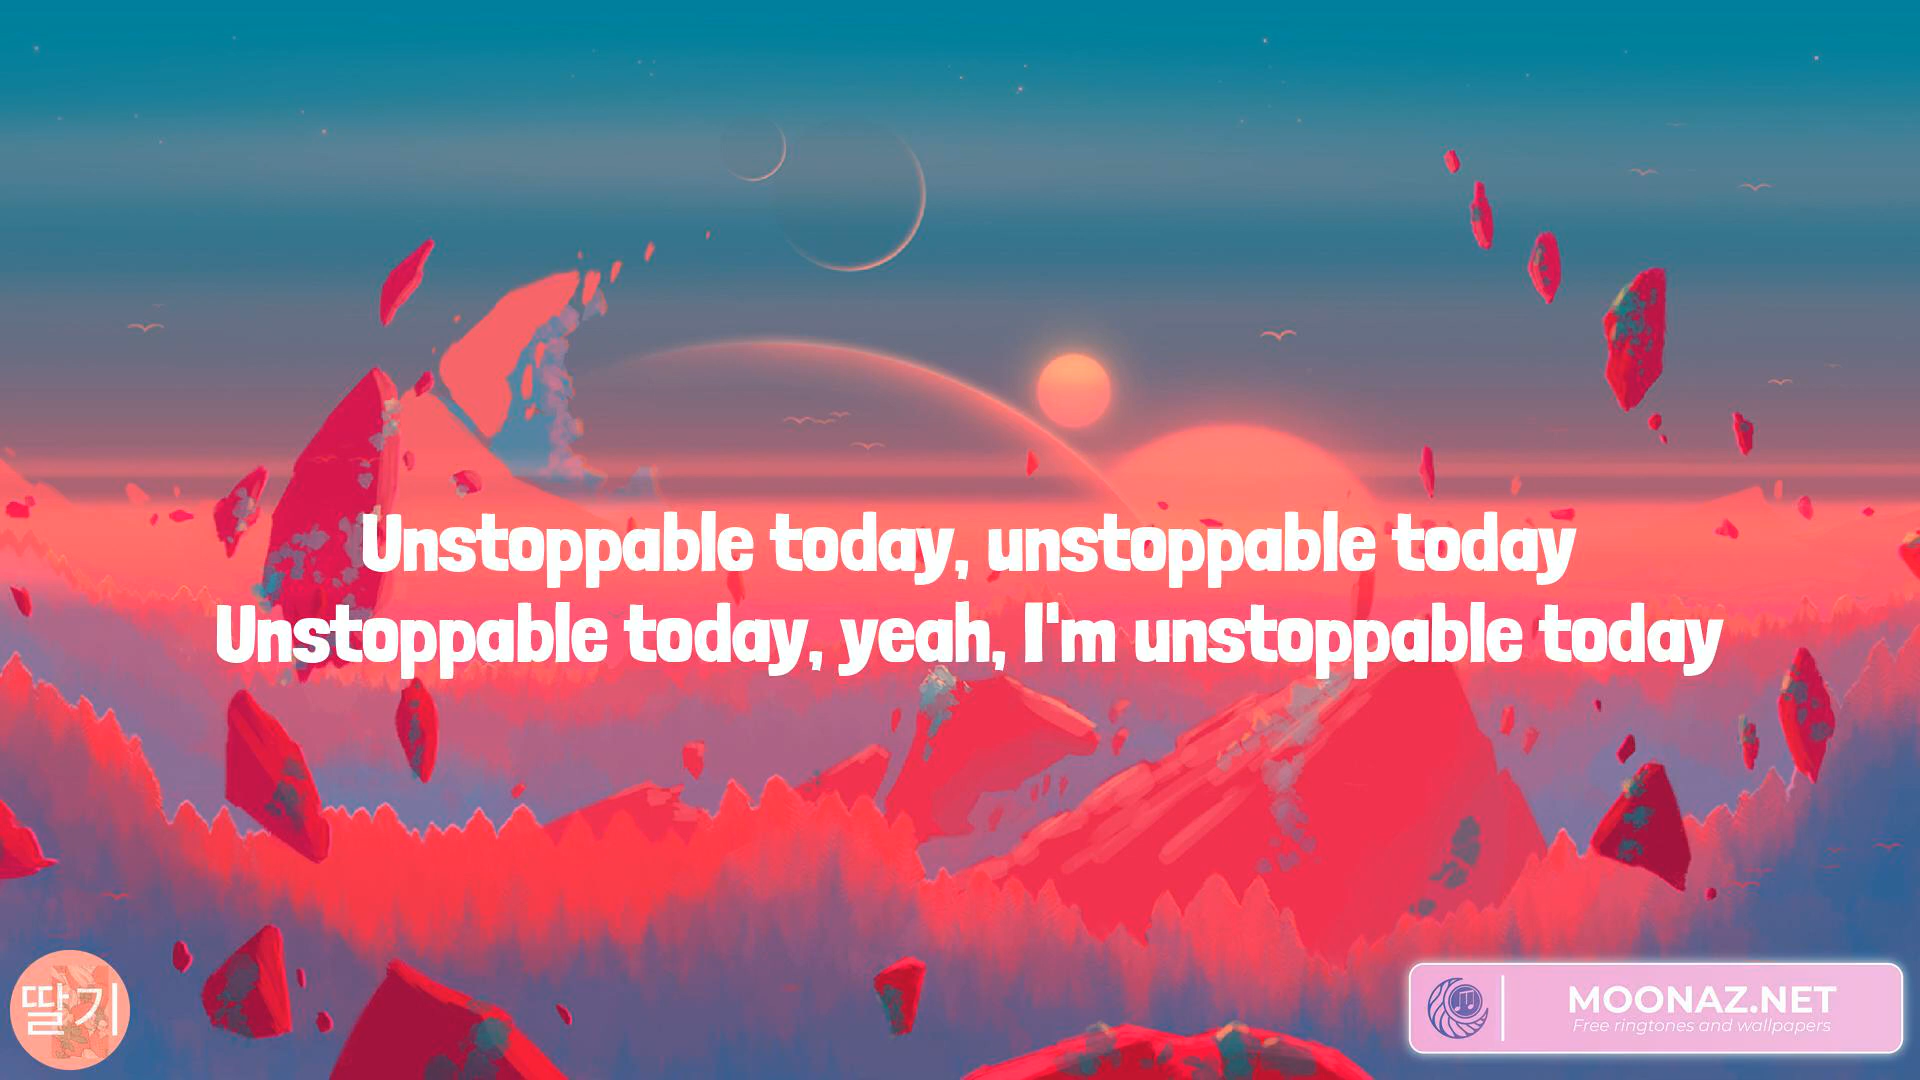 Unstoppable today, unstoppable today
Unstoppable today, yeah, I'm unstoppable today
딸기
MOONAZ.NET
Free ringtones and wallpapers